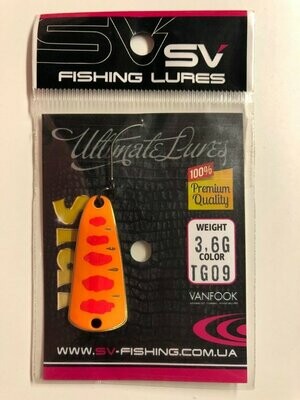 SV SV
FISHING LURES
Ultimate Lures
100%
Premium
Quality
WEIGHT
3,6G
COLOR
TG09
VANFOOK
WWW.SV-FISHING.COM.UA